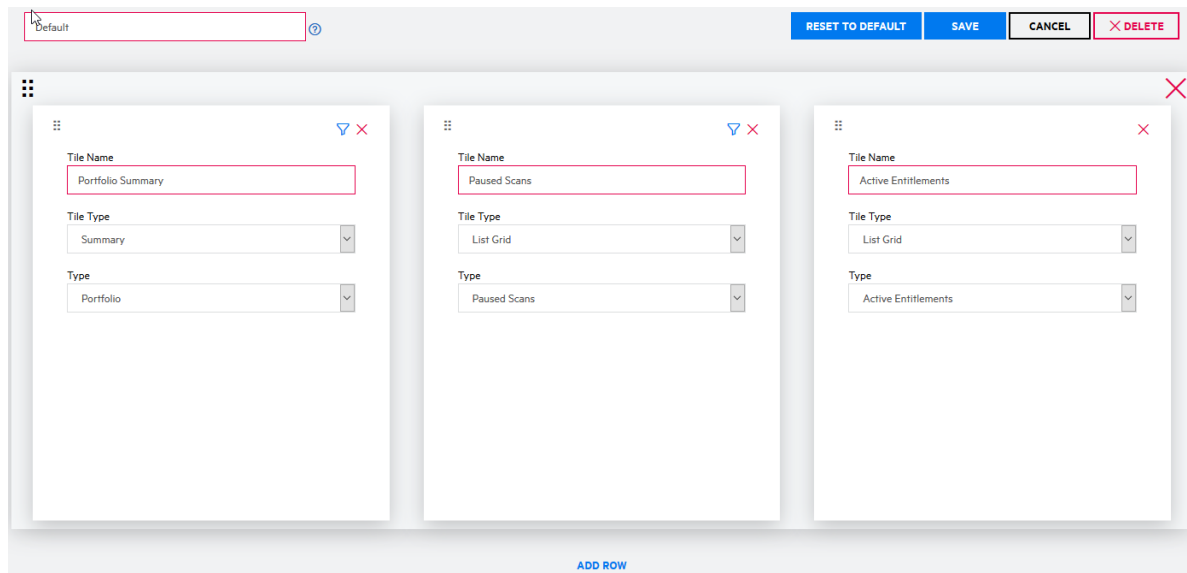 Default
RESET TO DEFAULT SAVE CANCEL DELETE
Tile Name Tile Name Tile Name
Portfolio Summary Paused Scans Active Entitlements
Tile Type Tile Type Tile Type
Summary List Grid List Grid
Type Type Type
Portfolio Paused Scans Active Entitlements
ADD ROW